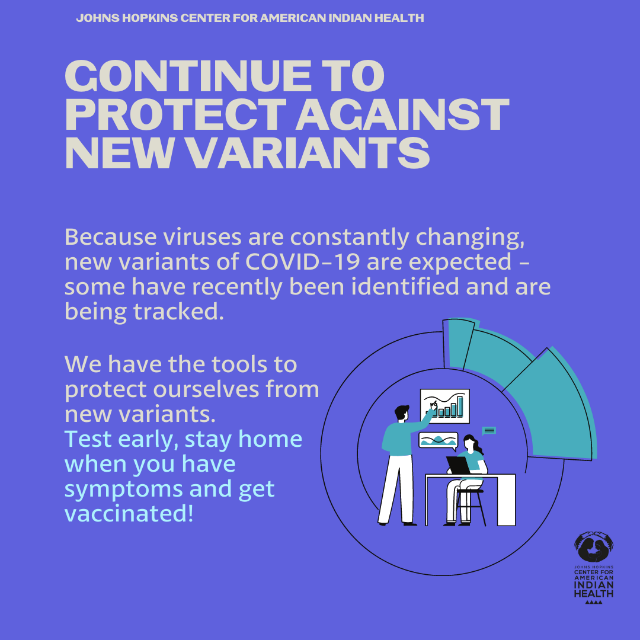 JOHNS HOPKINS CENTER FOR AMERICAN INDIAN HEALTH
CONTINUE TO
PROTECT AGAINST
NEW VARIANTS
Because viruses are constantly changing,
new variants of COVID-19 are expected -
some have recently been identified and are
being tracked.
We have the tools to
protect ourselves from
new variants.
Test early, stay home
when you have
symptoms and get
vaccinated!
JOHNS HOPKINS
CENTER FOR
AMERICAN
INDIAN
HEALTH